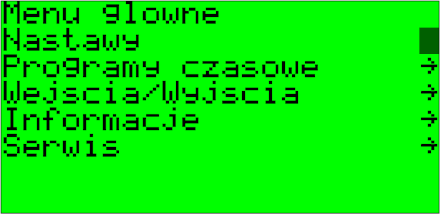 Menu glowne
Nastawy
Programy czasowe →
Wejscia/Wyjscia →
Informacje →
Serwis →